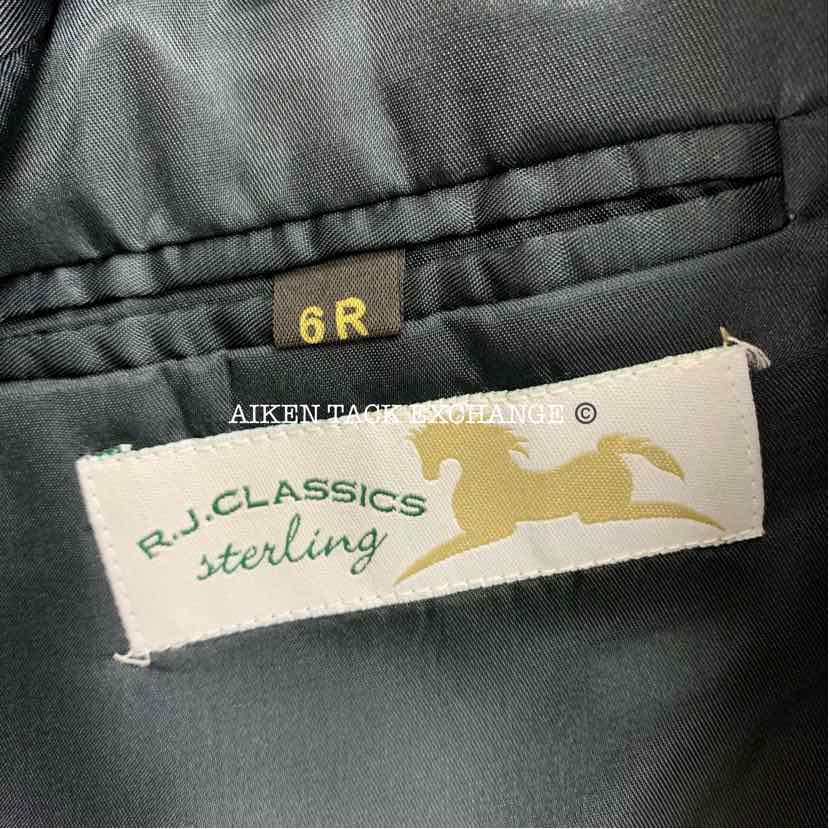 6R
AIKEN TACK EXCHANGE ©
R.J.CLASSICS
sterling